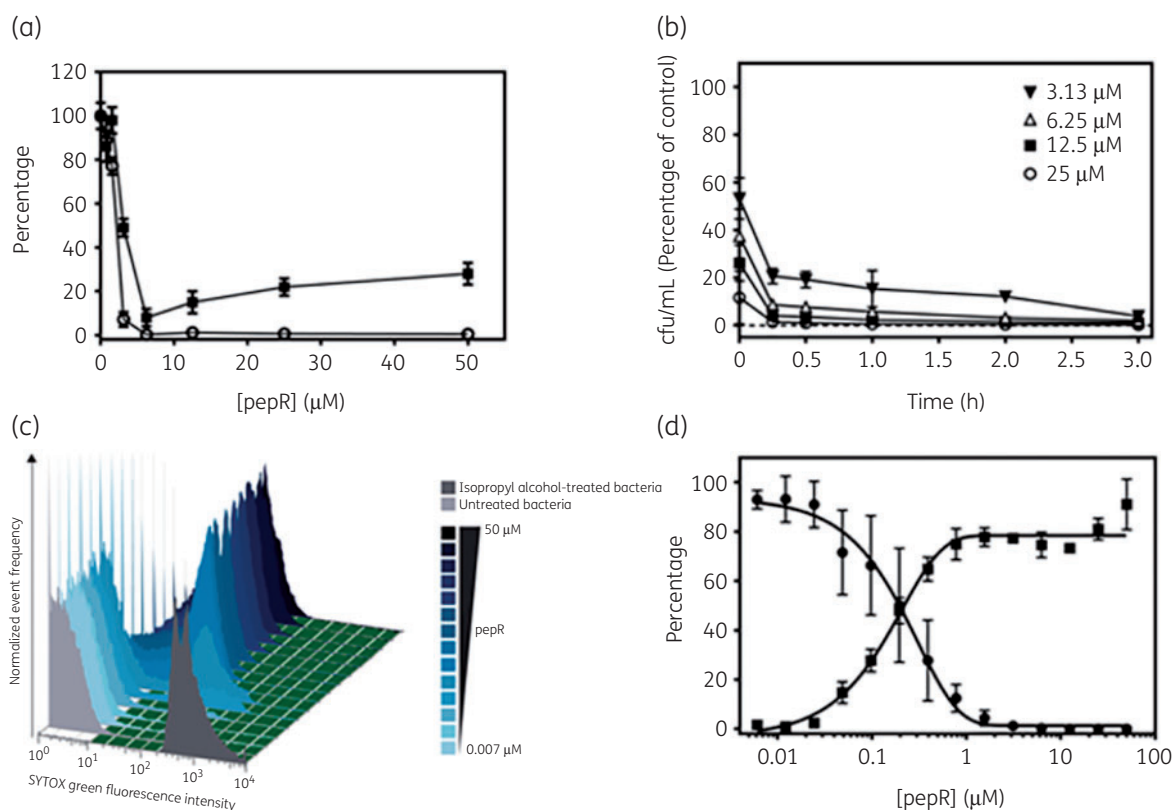 (a)
120
100
80
60
40
20
0
Percentage
0 10 20 30 40 50
[pepR] (μM)
(b)
100
80
60
40
20
0
cfu/mL (Percentage of control)
3.13 μM
6.25 μM
12.5 μM
25 μM
0 0.5 1.0 1.5 2.0 2.5 3.0
Time (h)
(c)
Normalized event frequency
Isopropyl alcohol-treated bacteria
Untreated bacteria
50 μM
pepR
0.007 μM
10⁰ 10¹ 10² 10³ 10⁴
SYTOX green fluorescence intensity
(d)
100
80
60
40
20
0
Percentage
0.01 0.1 1 10 100
[pepR] (μM)